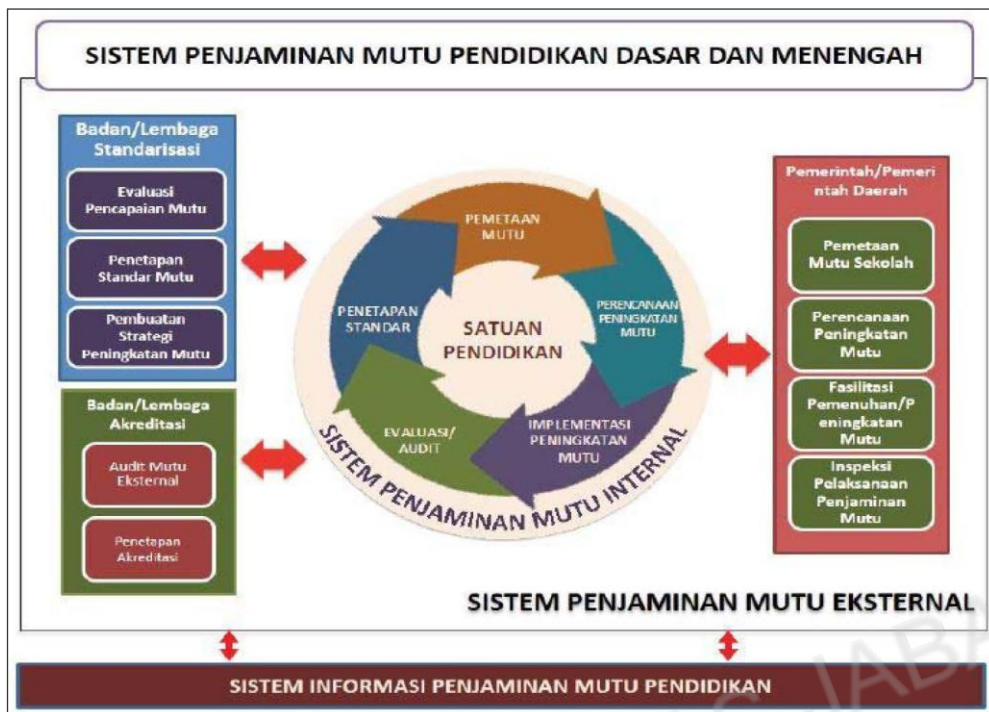 SISTEM PENJAMINAN MUTU PENDIDIKAN DASAR DAN MENENGAH
Badan/Lembaga
Standarisasi
Evaluasi
Pencapaian Mutu
Penetapan
Standar Mutu
Pembuatan
Strategi
Peningkatan Mutu
Badan/Lembaga
Akreditasi
Audit Mutu
Eksternal
Penetapan
Akreditasi
PEMETAAN
MUTU
PERENCANAAN
PENINGKATAN
MUTU
IMPLEMENTASI
PENINGKATAN
MUTU
EVALUASI/
AUDIT
PENETAPAN
STANDAR
SATUAN
PENDIDIKAN
SISTEM PENJAMINAN MUTU INTERNAL
Pemerintah/Pemeri
ntah Daerah
Pemetaan
Mutu Sekolah
Perencanaan
Peningkatan
Mutu
Fasilitasi
Pemenuhan/P
eningkatan
Mutu
Inspeksi
Pelaksanaan
Penjaminan
Mutu
SISTEM PENJAMINAN MUTU EKSTERNAL
SISTEM INFORMASI PENJAMINAN MUTU PENDIDIKAN